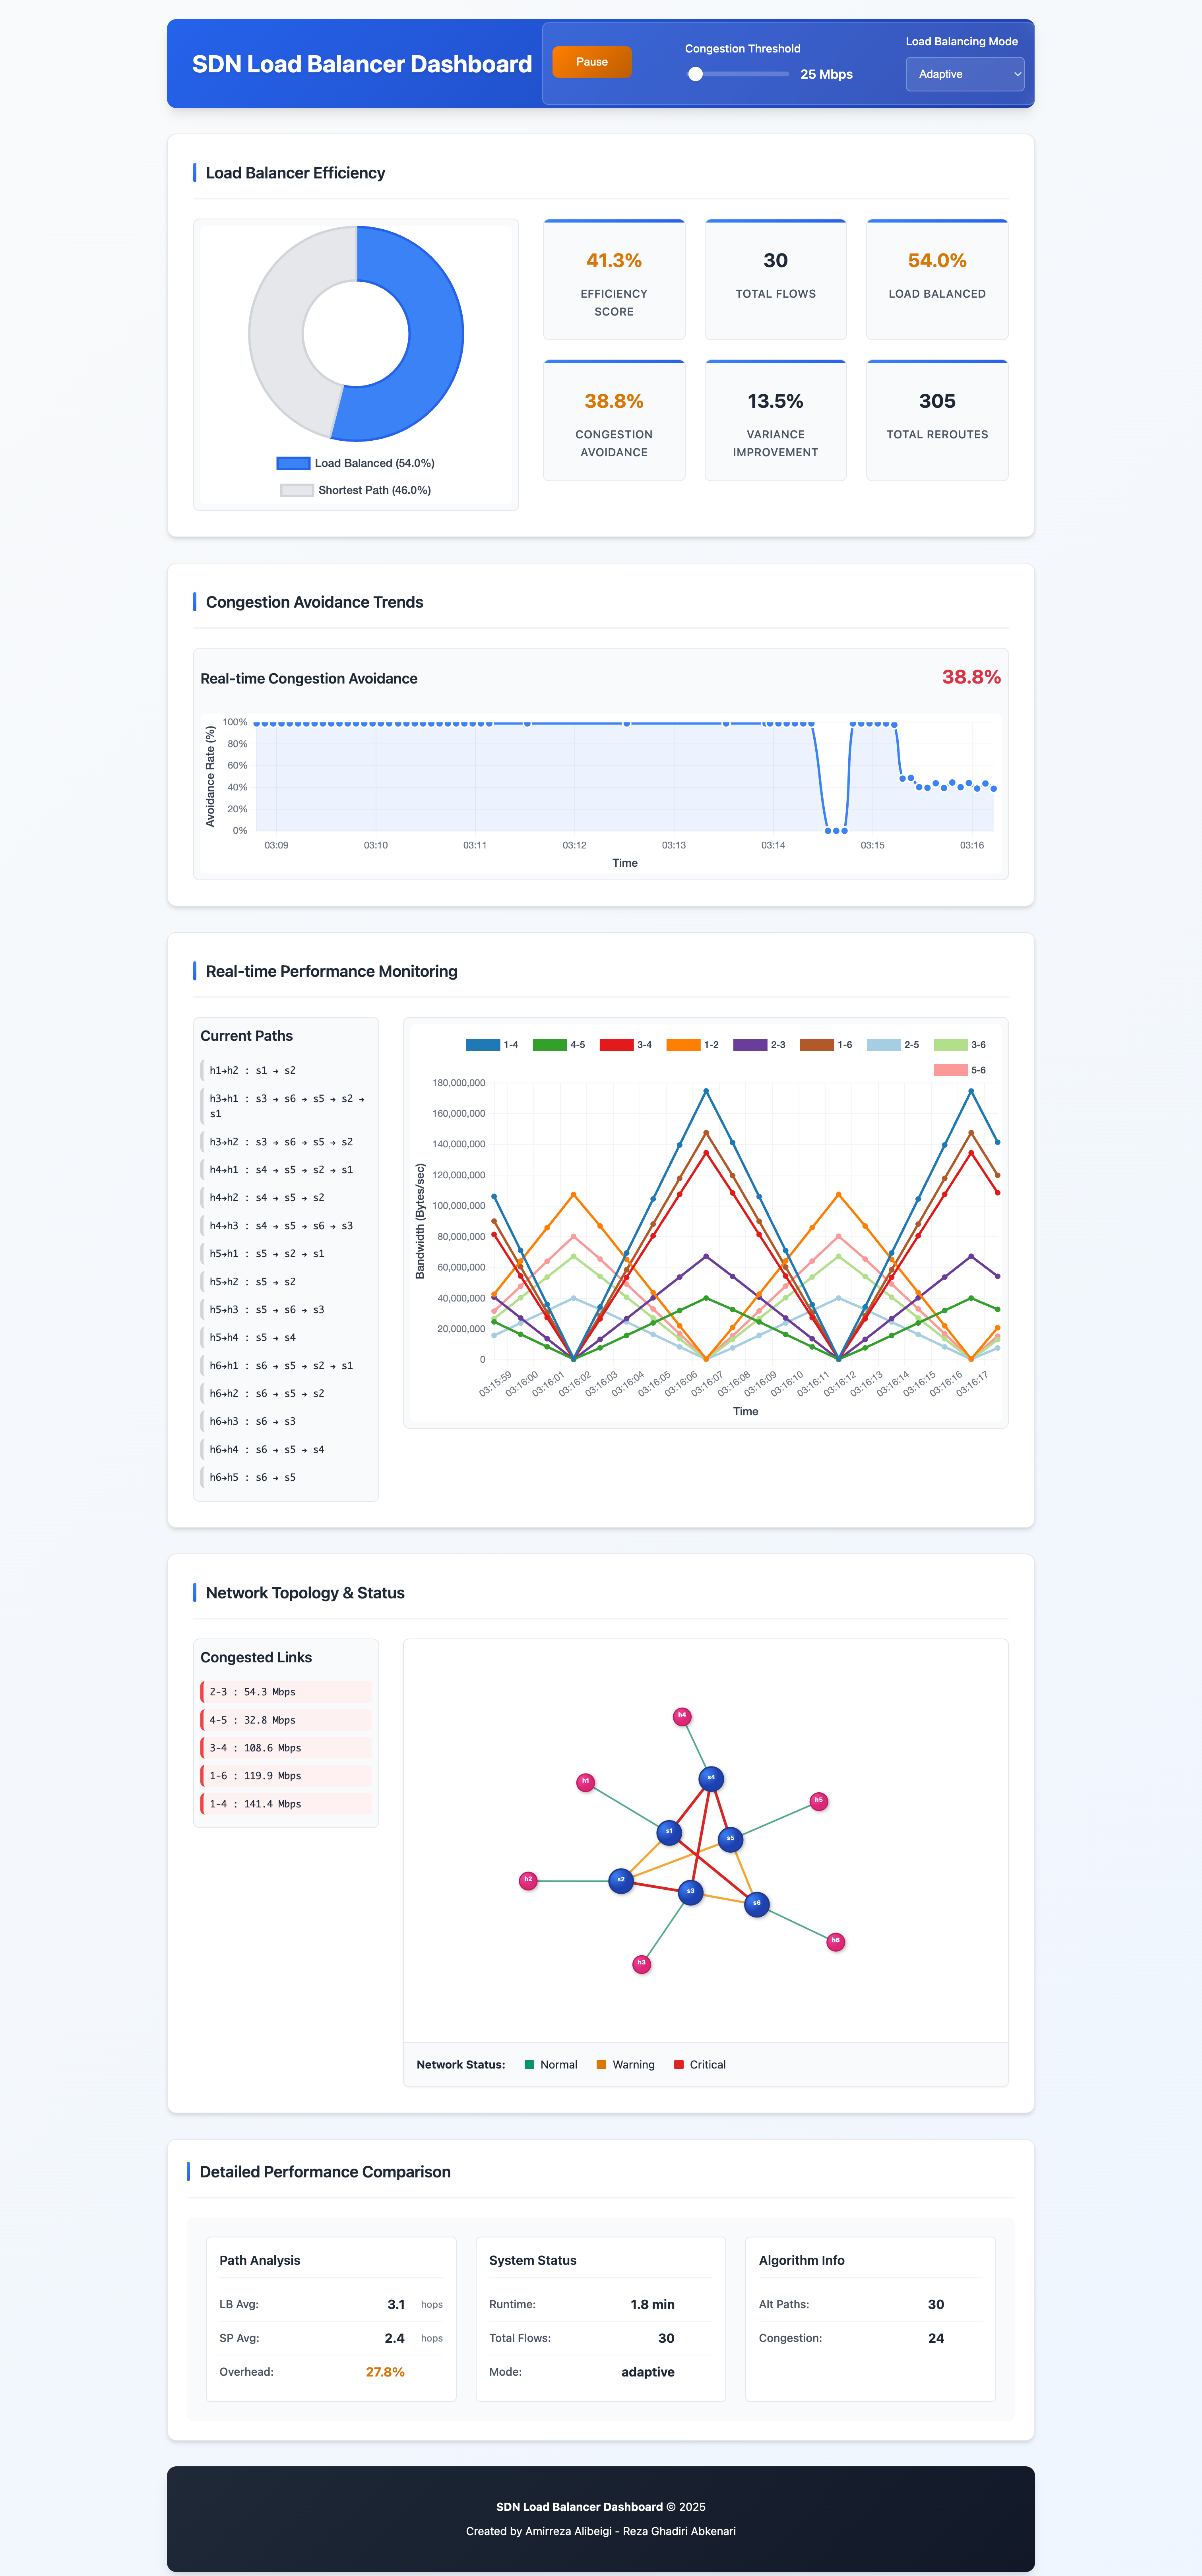 SDN Load Balancer Dashboard
Pause
Congestion Threshold
25 Mbps
Load Balancing Mode
Adaptive
Load Balancer Efficiency
Load Balanced (54.0%)
Shortest Path (46.0%)
41.3%
EFFICIENCY
SCORE
30
TOTAL FLOWS
54.0%
LOAD BALANCED
38.8%
CONGESTION
AVOIDANCE
13.5%
VARIANCE
IMPROVEMENT
305
TOTAL REROUTES
Congestion Avoidance Trends
Real-time Congestion Avoidance
38.8%
Avoidance Rate (%)
100%
80%
60%
40%
20%
0%
03:09 03:10 03:11 03:12 03:13 03:14 03:15 03:16
Time
Real-time Performance Monitoring
Current Paths
h1→h2 : s1 → s2
h3→h1 : s3 → s6 → s5 → s2 →
s1
h3→h2 : s3 → s6 → s5 → s2
h4→h1 : s4 → s5 → s2 → s1
h4→h2 : s4 → s5 → s2
h4→h3 : s4 → s5 → s6 → s3
h5→h1 : s5 → s2 → s1
h5→h2 : s5 → s2
h5→h3 : s5 → s6 → s3
h5→h4 : s5 → s4
h6→h1 : s6 → s5 → s2 → s1
h6→h2 : s6 → s5 → s2
h6→h3 : s6 → s3
h6→h4 : s6 → s5 → s4
h6→h5 : s6 → s5
1-4 4-5 3-4 1-2 2-3 1-6 2-5 3-6
5-6
Bandwidth (Bytes/sec)
180,000,000
160,000,000
140,000,000
120,000,000
100,000,000
80,000,000
60,000,000
40,000,000
20,000,000
0
03:15:59 03:16:00 03:16:01 03:16:02 03:16:03 03:16:04 03:16:05 03:16:06 03:16:07 03:16:08 03:16:09 03:16:10 03:16:11 03:16:12 03:16:13 03:16:14 03:16:15 03:16:16 03:16:17
Time
Network Topology & Status
Congested Links
2-3 : 54.3 Mbps
4-5 : 32.8 Mbps
3-4 : 108.6 Mbps
1-6 : 119.9 Mbps
1-4 : 141.4 Mbps
h4
s4
h1
h5
s1
s5
h2
s2
s3
s6
h6
h3
Network Status: Normal Warning Critical
Detailed Performance Comparison
Path Analysis
LB Avg: 3.1 hops
SP Avg: 2.4 hops
Overhead: 27.8%
System Status
Runtime: 1.8 min
Total Flows: 30
Mode: adaptive
Algorithm Info
Alt Paths: 30
Congestion: 24
SDN Load Balancer Dashboard © 2025
Created by Amirreza Alibeigi - Reza Ghadiri Abkenari